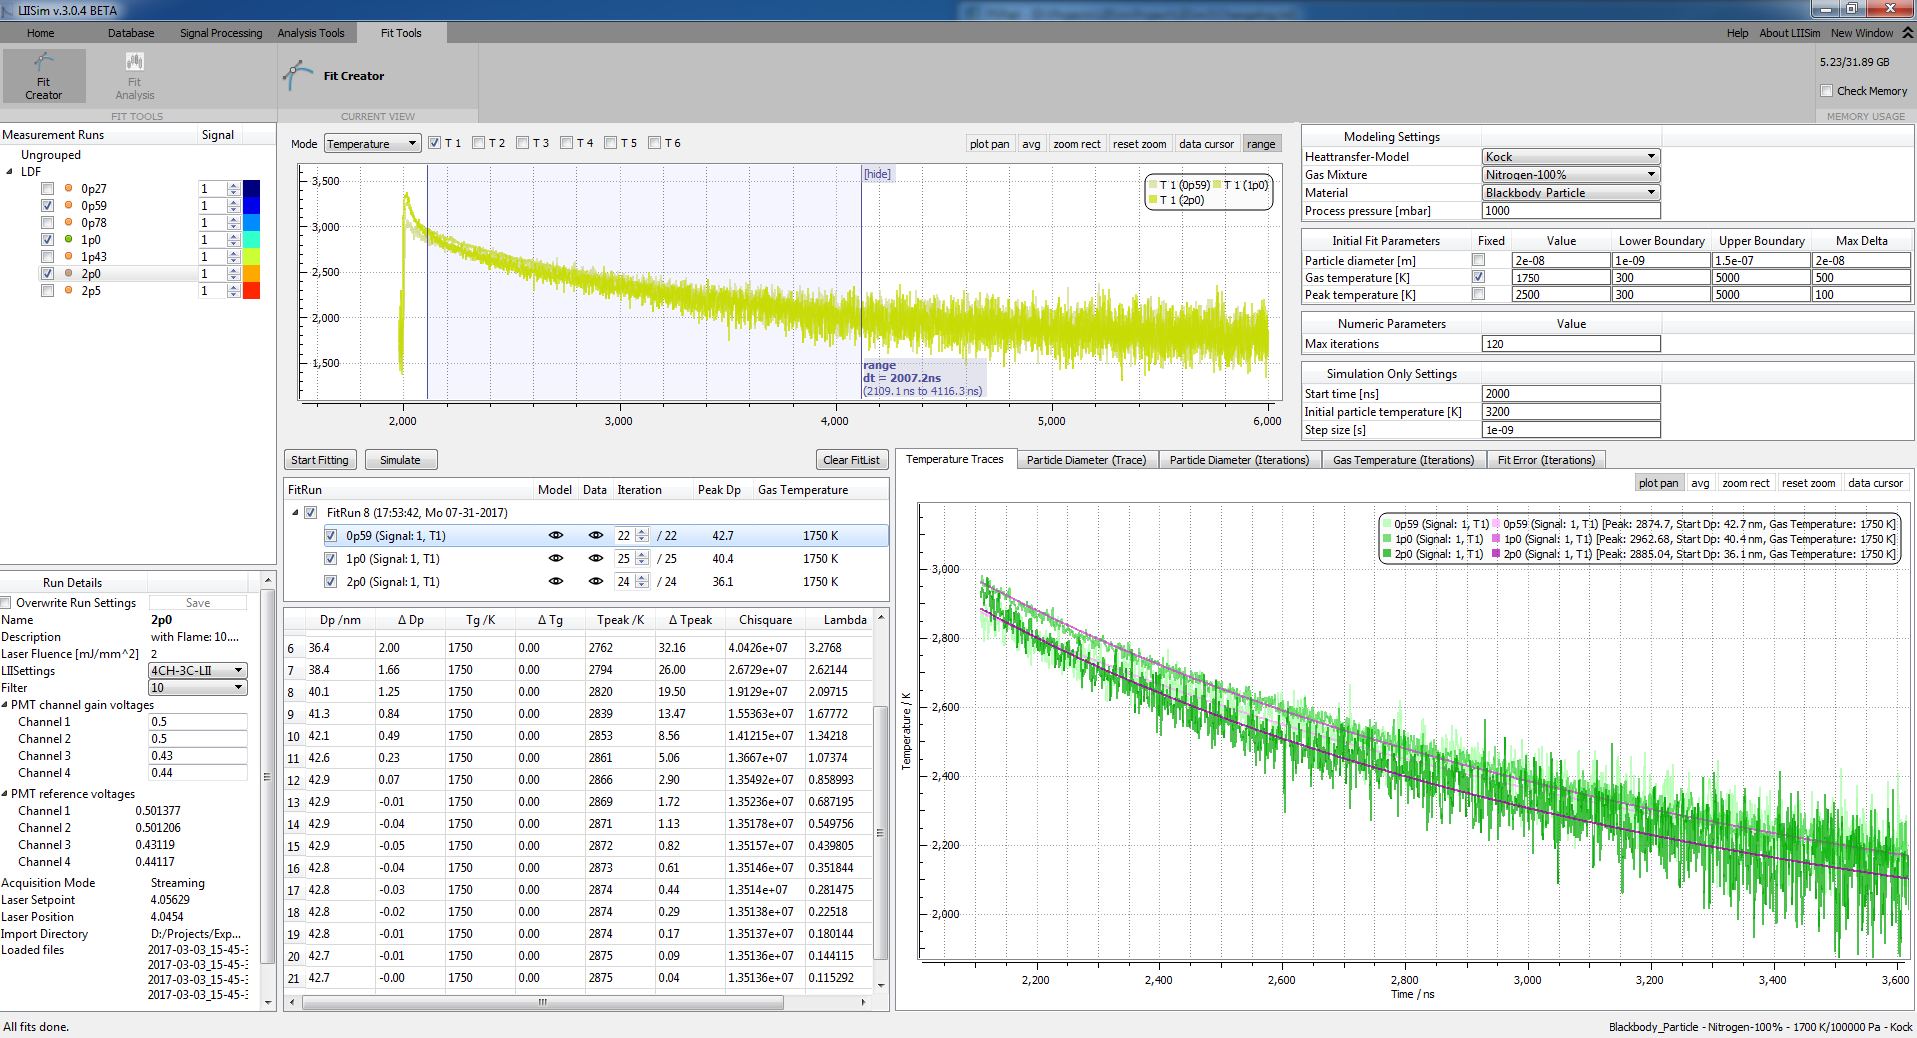 LIISim v.3.0.4 BETA
Home Database Signal Processing Analysis Tools Fit Tools Help About LIISim New Window
Fit Creator
Fit Analysis
FIT TOOLS
Fit Creator
CURRENT VIEW
5.23/31.89 GB
Check Memory
MEMORY USAGE
Measurement Runs Signal
Ungrouped
LDF
0p27 1
0p59 1
0p78 1
1p0 1
1p43 1
2p0 1
2p5 1
Mode Temperature T 1 T 2 T 3 T 4 T 5 T 6
plot pan avg zoom rect reset zoom data cursor range
[hide]
T 1 (0p59) T 1 (1p0)
T 1 (2p0)
3,500
3,000
2,500
2,000
1,500
range
dt = 2007.2ns
(2109.1 ns to 4116.3 ns)
2,000 3,000 4,000 5,000 6,000
Modeling Settings
Heattransfer-Model Kock
Gas Mixture Nitrogen-100%
Material Blackbody_Particle
Process pressure [mbar] 1000
Initial Fit Parameters Fixed Value Lower Boundary Upper Boundary Max Delta
Particle diameter [m] 2e-08 1e-09 1.5e-07 2e-08
Gas temperature [K] 1750 300 5000 500
Peak temperature [K] 2500 300 5000 100
Numeric Parameters Value
Max iterations 120
Simulation Only Settings
Start time [ns] 2000
Initial particle temperature [K] 3200
Step size [s] 1e-09
Start Fitting Simulate Clear FitList
FitRun Model Data Iteration Peak Dp Gas Temperature
FitRun 8 (17:53:42, Mo 07-31-2017)
0p59 (Signal: 1, T1) 22 / 22 42.7 1750 K
1p0 (Signal: 1, T1) 25 / 25 40.4 1750 K
2p0 (Signal: 1, T1) 24 / 24 36.1 1750 K
Dp /nm Δ Dp Tg /K Δ Tg Tpeak /K Δ Tpeak Chisquare Lambda
6 36.4 2.00 1750 0.00 2762 32.16 4.0426e+07 3.2768
7 38.4 1.66 1750 0.00 2794 26.00 2.6729e+07 2.62144
8 40.1 1.25 1750 0.00 2820 19.50 1.9129e+07 2.09715
9 41.3 0.84 1750 0.00 2839 13.47 1.55363e+07 1.67772
10 42.1 0.49 1750 0.00 2853 8.56 1.41215e+07 1.34218
11 42.6 0.23 1750 0.00 2861 5.06 1.3667e+07 1.07374
12 42.9 0.07 1750 0.00 2866 2.90 1.35492e+07 0.858993
13 42.9 -0.01 1750 0.00 2869 1.72 1.35236e+07 0.687195
14 42.9 -0.04 1750 0.00 2871 1.13 1.35178e+07 0.549756
15 42.9 -0.05 1750 0.00 2872 0.82 1.35157e+07 0.439805
16 42.8 -0.04 1750 0.00 2873 0.61 1.35146e+07 0.351844
17 42.8 -0.03 1750 0.00 2874 0.44 1.3514e+07 0.281475
18 42.8 -0.02 1750 0.00 2874 0.29 1.35138e+07 0.22518
19 42.8 -0.01 1750 0.00 2874 0.17 1.35137e+07 0.180144
20 42.7 -0.01 1750 0.00 2875 0.09 1.35136e+07 0.144115
21 42.7 -0.00 1750 0.00 2875 0.04 1.35136e+07 0.115292
Run Details
Overwrite Run Settings Save
Name 2p0
Description with Flame: 10....
Laser Fluence [mJ/mm^2] 2
LIISettings 4CH-3C-LII
Filter 10
PMT channel gain voltages
Channel 1 0.5
Channel 2 0.5
Channel 3 0.43
Channel 4 0.44
PMT reference voltages
Channel 1 0.501377
Channel 2 0.501206
Channel 3 0.43119
Channel 4 0.44117
Acquisition Mode Streaming
Laser Setpoint 4.05629
Laser Position 4.0454
Import Directory D:/Projects/Exp...
Loaded files 2017-03-03_15-45-3
2017-03-03_15-45-3
2017-03-03_15-45-3
2017-03-03_15-45-3
Temperature Traces Particle Diameter (Trace) Particle Diameter (Iterations) Gas Temperature (Iterations) Fit Error (Iterations)
plot pan avg zoom rect reset zoom data cursor
0p59 (Signal: 1, T1) 0p59 (Signal: 1, T1) [Peak: 2874.7, Start Dp: 42.7 nm, Gas Temperature: 1750 K]
1p0 (Signal: 1, T1) 1p0 (Signal: 1, T1) [Peak: 2962.68, Start Dp: 40.4 nm, Gas Temperature: 1750 K]
2p0 (Signal: 1, T1) 2p0 (Signal: 1, T1) [Peak: 2885.04, Start Dp: 36.1 nm, Gas Temperature: 1750 K]
Temperature / K
3,000
2,800
2,600
2,400
2,200
2,000
2,200 2,400 2,600 2,800 3,000 3,200 3,400 3,600
Time / ns
All fits done.
Blackbody_Particle - Nitrogen-100% - 1700 K/100000 Pa - Kock